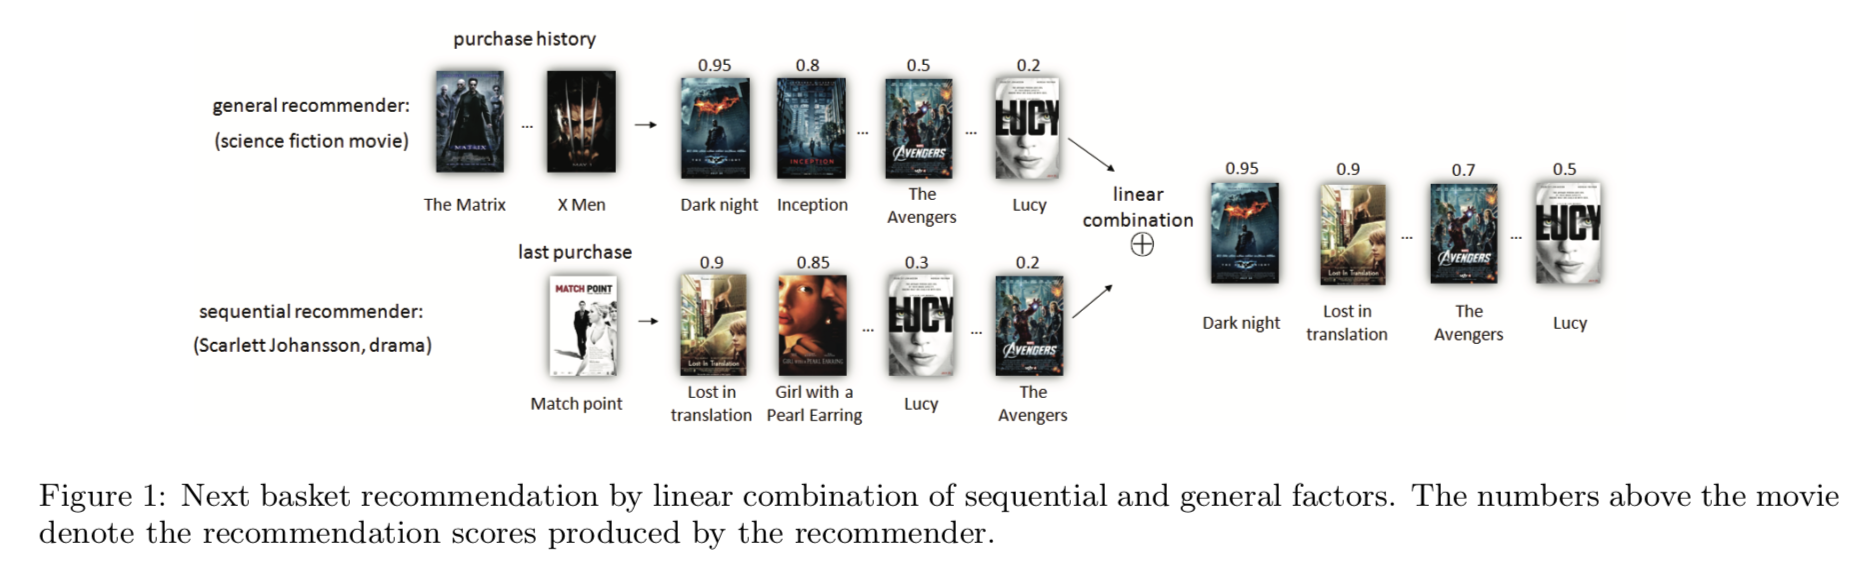 purchase history
general recommender:
(science fiction movie)
MATRIX
...
0.95
0.8
INCEPTION
...
0.5
AVENGERS
...
0.2
LUCY
The Matrix
X Men
Dark night
Inception
The
Avengers
Lucy
last purchase
sequential recommender:
(Scarlett Johansson, drama)
MATCH POINT
0.9
Lost In Translation
0.85
GIRL WITH A PEARL EARRING
...
0.3
LUCY
...
0.2
AVENGERS
Match point
Lost in
translation
Girl with a
Pearl Earring
Lucy
The
Avengers
linear
combination
⊕
0.95
0.9
Lost In Translation
...
0.7
AVENGERS
...
0.5
LUCY
Dark night
Lost in
translation
The
Avengers
Lucy
Figure 1: Next basket recommendation by linear combination of sequential and general factors. The numbers above the movie
denote the recommendation scores produced by the recommender.